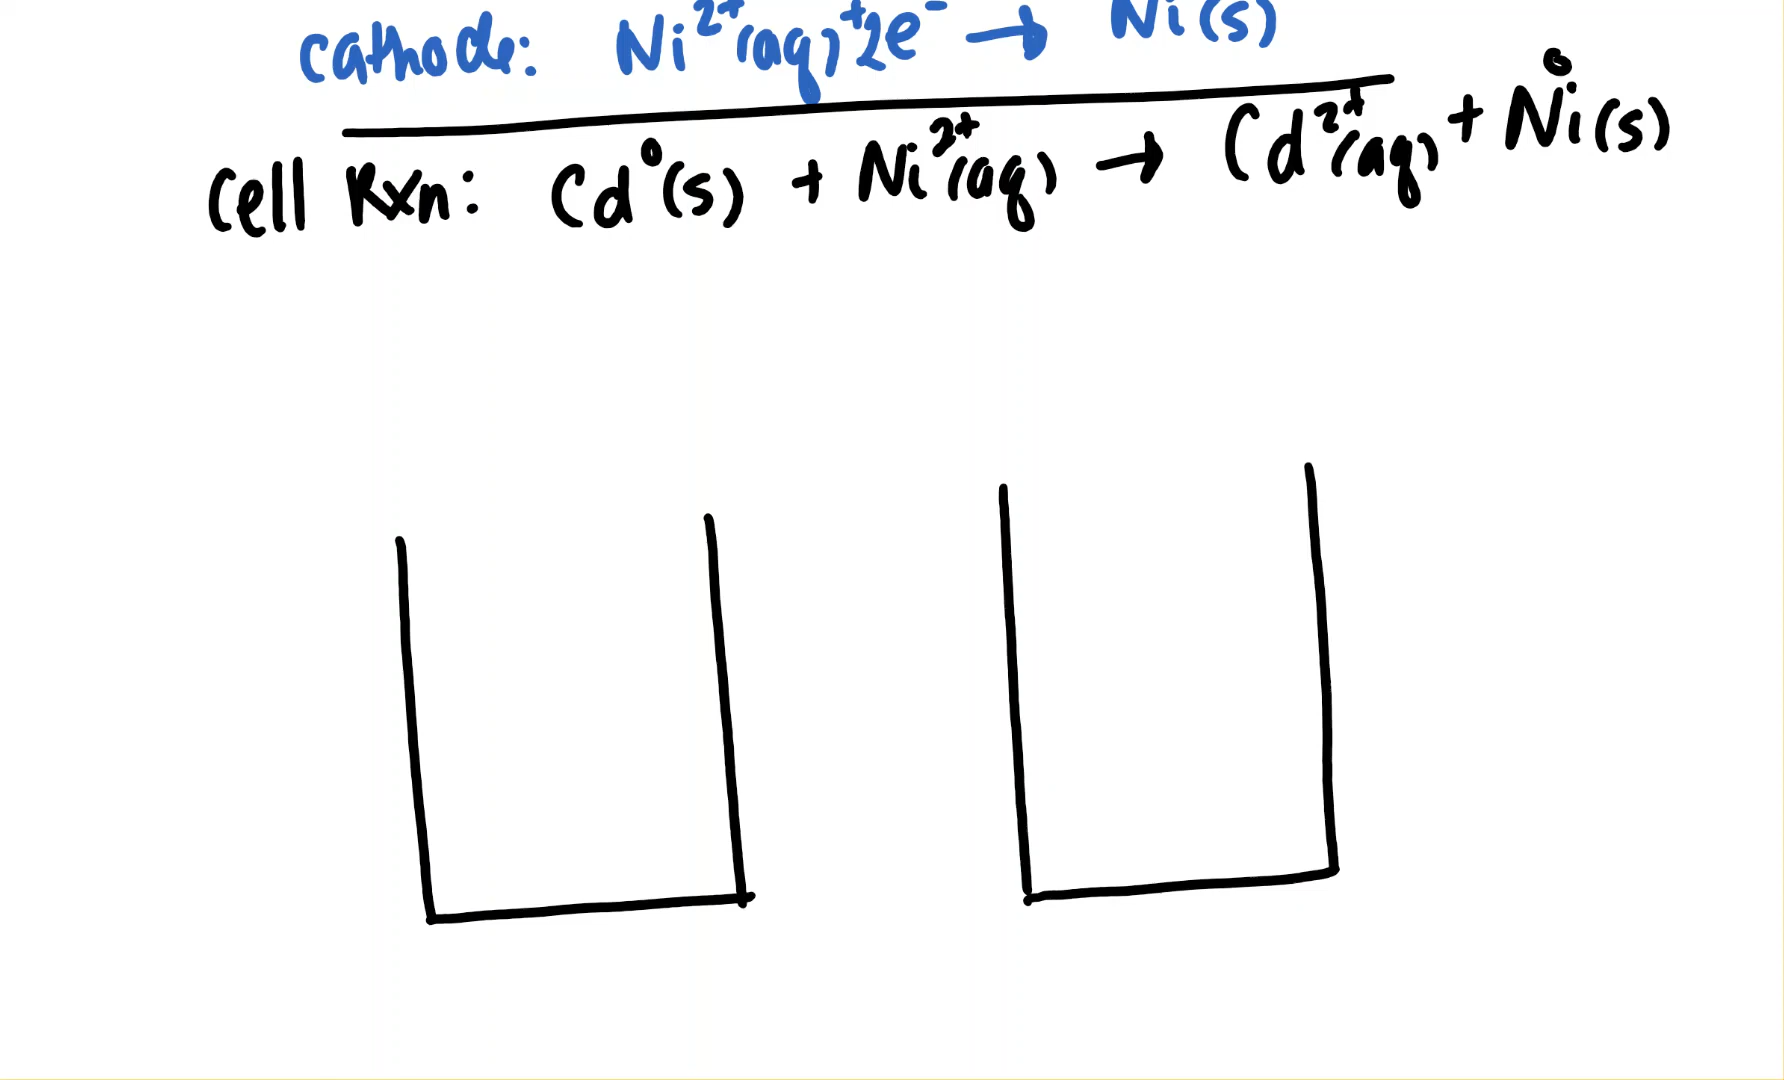 cathode: Ni²⁺(aq) + 2e⁻ → Ni(s)
Cell Rxn: Cd⁰(s) + Ni²⁺(aq) → Cd²⁺(aq) + Ni⁰(s)